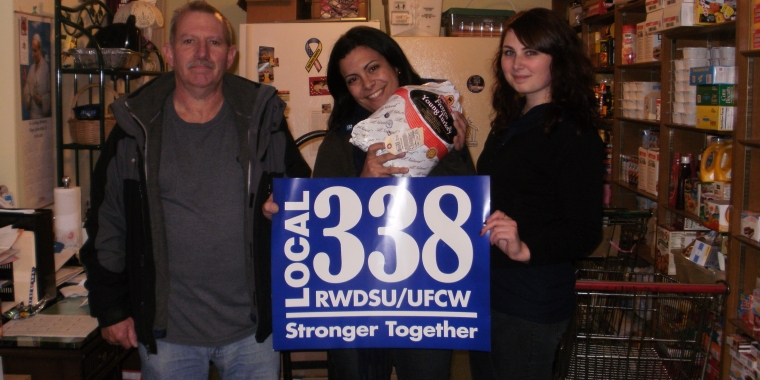 LOCAL 338
RWDSU/UFCW
Stronger Together
Young Turkey